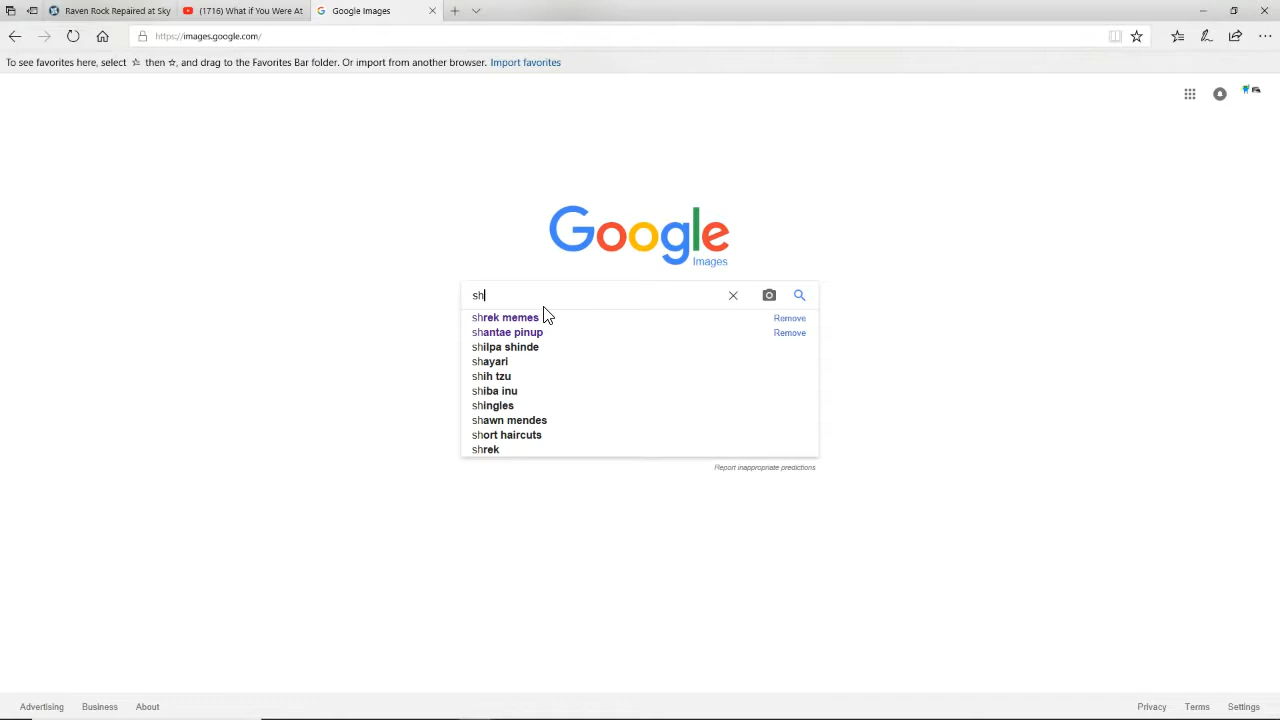 Raven Rock Repaired at Sky
(1716) What if You Were At
Google Images
https://images.google.com/
To see favorites here, select ☆ then ☆, and drag to the Favorites Bar folder. Or import from another browser. Import favorites
Google
Images
sh
shrek memes Remove
shantae pinup Remove
shilpa shinde
shayari
shih tzu
shiba inu
shingles
shawn mendes
short haircuts
shrek
Report inappropriate predictions
Advertising Business About Privacy Terms Settings